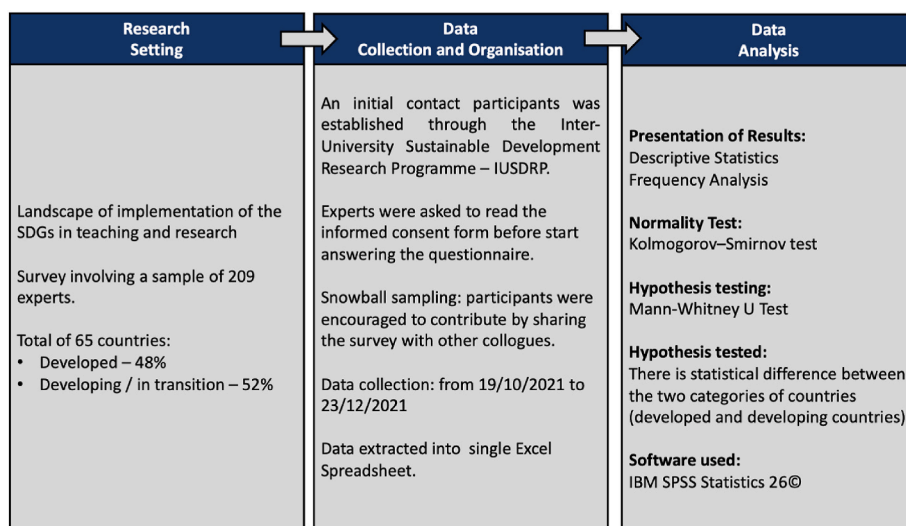 Research
Setting
Landscape of implementation of the
SDGs in teaching and research
Survey involving a sample of 209
experts.
Total of 65 countries:
• Developed – 48%
• Developing / in transition – 52%
Data
Collection and Organisation
An initial contact participants was
established through the Inter-
University Sustainable Development
Research Programme – IUSDRP.
Experts were asked to read the
informed consent form before start
answering the questionnaire.
Snowball sampling: participants were
encouraged to contribute by sharing
the survey with other collogues.
Data collection: from 19/10/2021 to
23/12/2021
Data extracted into single Excel
Spreadsheet.
Data
Analysis
Presentation of Results:
Descriptive Statistics
Frequency Analysis
Normality Test:
Kolmogorov–Smirnov test
Hypothesis testing:
Mann-Whitney U Test
Hypothesis tested:
There is statistical difference between
the two categories of countries
(developed and developing countries)
Software used:
IBM SPSS Statistics 26©